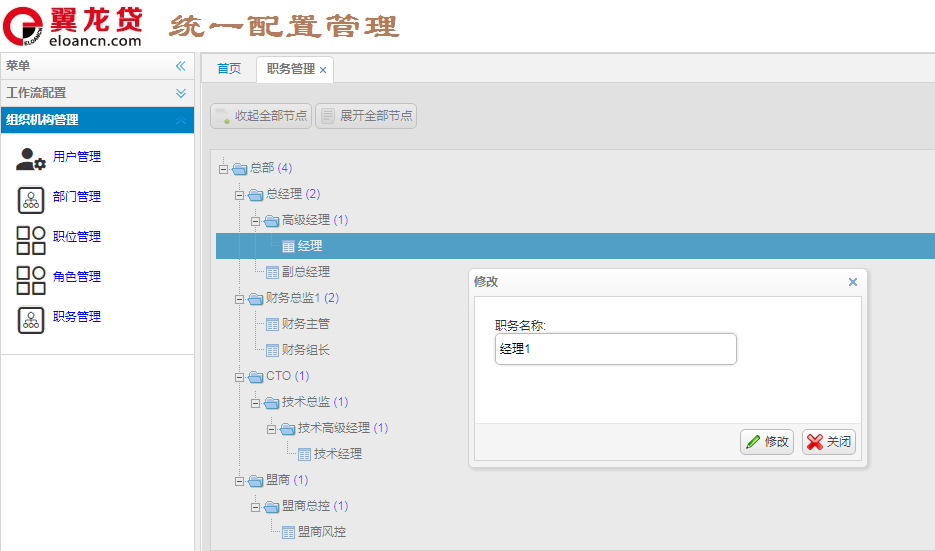 翼龙贷
eloancn.com
ELOANCN
统一配置管理
菜单
首页
职务管理
工作流配置
组织机构管理
收起全部节点
展开全部节点
用户管理
部门管理
职位管理
角色管理
职务管理
总部 (4)
总经理 (2)
高级经理 (1)
经理
副总经理
财务总监1 (2)
财务主管
财务组长
CTO (1)
技术总监 (1)
技术高级经理 (1)
技术经理
盟商 (1)
盟商总控 (1)
盟商风控
修改
职务名称:
经理1
修改
关闭